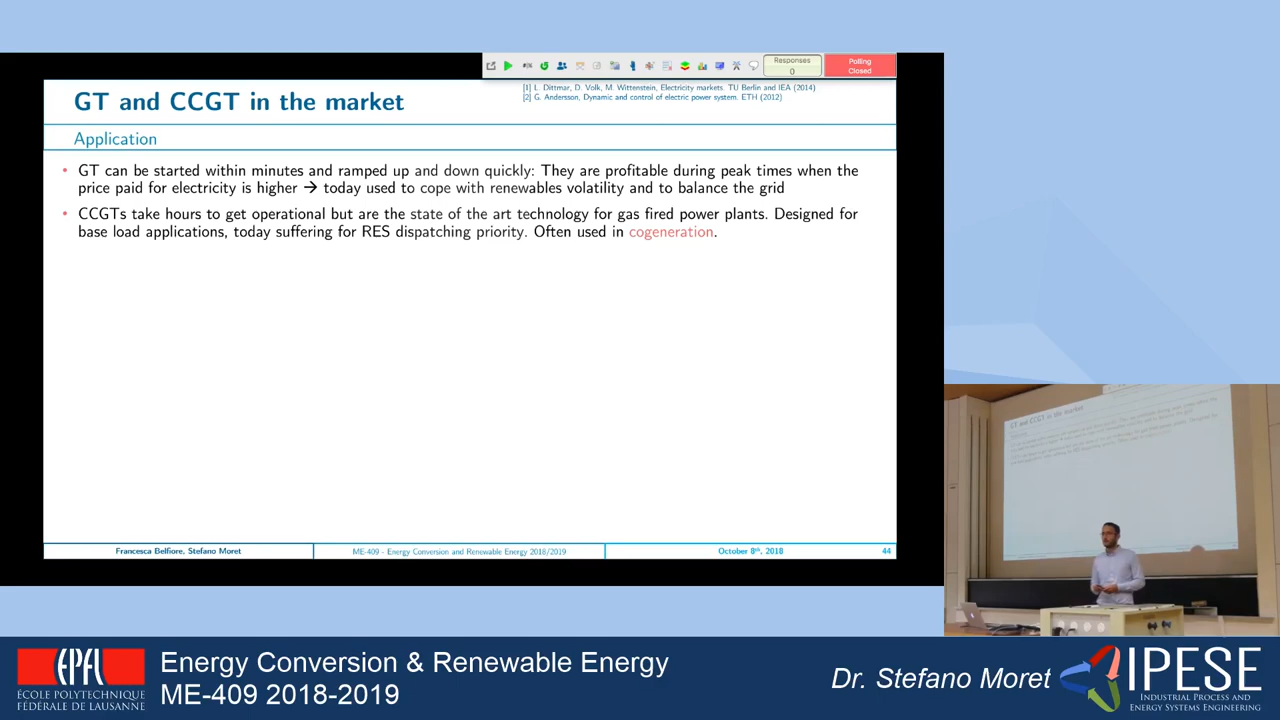 Responses
0
Polling
Closed
GT and CCGT in the market
[1] L. Dittmar, D. Volk, M. Wittenstein, Electricity markets. TU Berlin and IEA (2014)
[2] G. Andersson, Dynamic and control of electric power system. ETH (2012)
Application
• GT can be started within minutes and ramped up and down quickly: They are profitable during peak times when the
price paid for electricity is higher → today used to cope with renewables volatility and to balance the grid
• CCGTs take hours to get operational but are the state of the art technology for gas fired power plants. Designed for
base load applications, today suffering for RES dispatching priority. Often used in cogeneration.
Francesca Belfiore, Stefano Moret
ME-409 - Energy Conversion and Renewable Energy 2018/2019
October 8th, 2018
44
GT and CCGT in the market
EPFL
ÉCOLE POLYTECHNIQUE
FÉDÉRALE DE LAUSANNE
Energy Conversion & Renewable Energy
ME-409 2018-2019
Dr. Stefano Moret
IPESE
INDUSTRIAL PROCESS AND
ENERGY SYSTEMS ENGINEERING